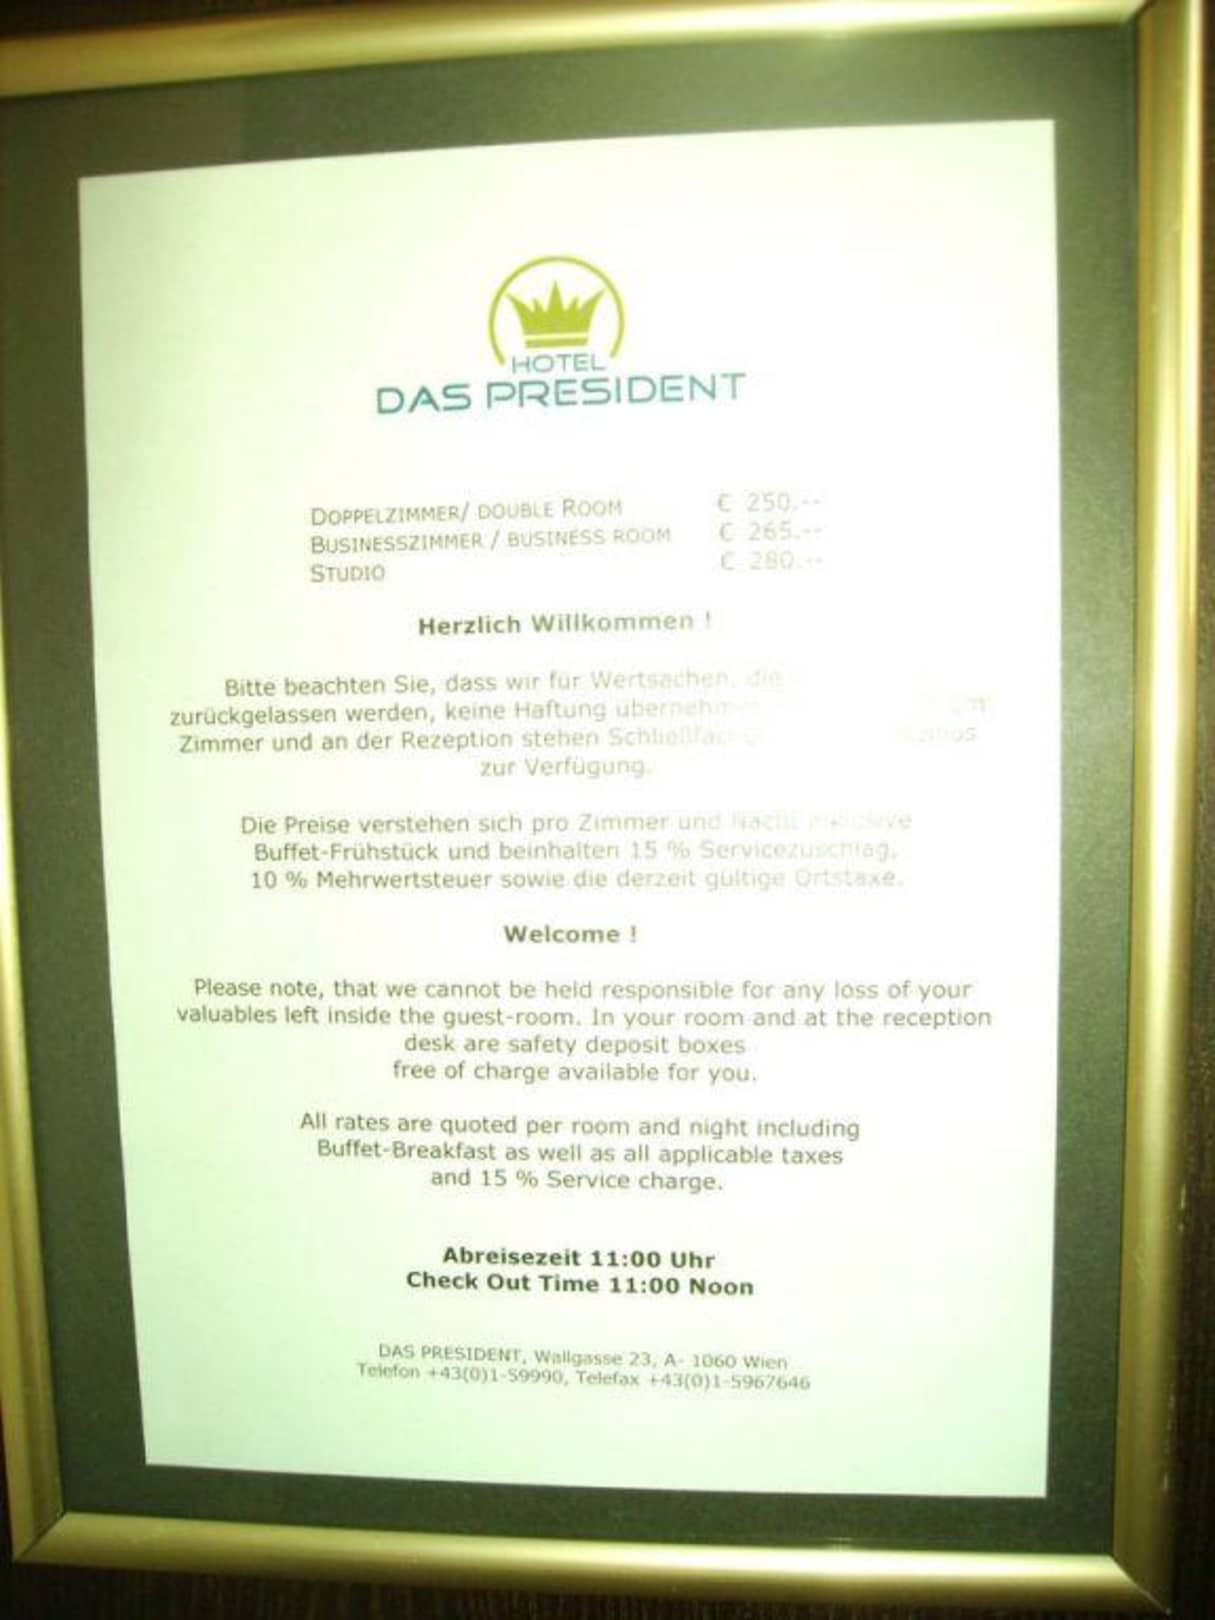 HOTEL
DAS PRESIDENT
DOPPELZIMMER/ DOUBLE ROOM € 250.--
BUSINESSZIMMER / BUSINESS ROOM € 265.--
STUDIO € 280.--
Herzlich Willkommen !
Bitte beachten Sie, dass wir für Wertsachen, die
zurückgelassen werden, keine Haftung
Zimmer und an der Rezeption stehen
zur Verfügung.
Die Preise verstehen sich pro Zimmer und Nacht inklusive
Buffet-Frühstück und beinhalten 15 % Servicezuschlag,
10 % Mehrwertsteuer sowie die derzeit gültige Ortstaxe.
Welcome !
Please note, that we cannot be held responsible for any loss of your
valuables left inside the guest-room. In your room and at the reception
desk are safety deposit boxes
free of charge available for you.
All rates are quoted per room and night including
Buffet-Breakfast as well as all applicable taxes
and 15 % Service charge.
Abreisezeit 11:00 Uhr
Check Out Time 11:00 Noon
DAS PRESIDENT, Wallgasse 23, A- 1060 Wien
Telefon +43(0)1-59990, Telefax +43(0)1-5967646